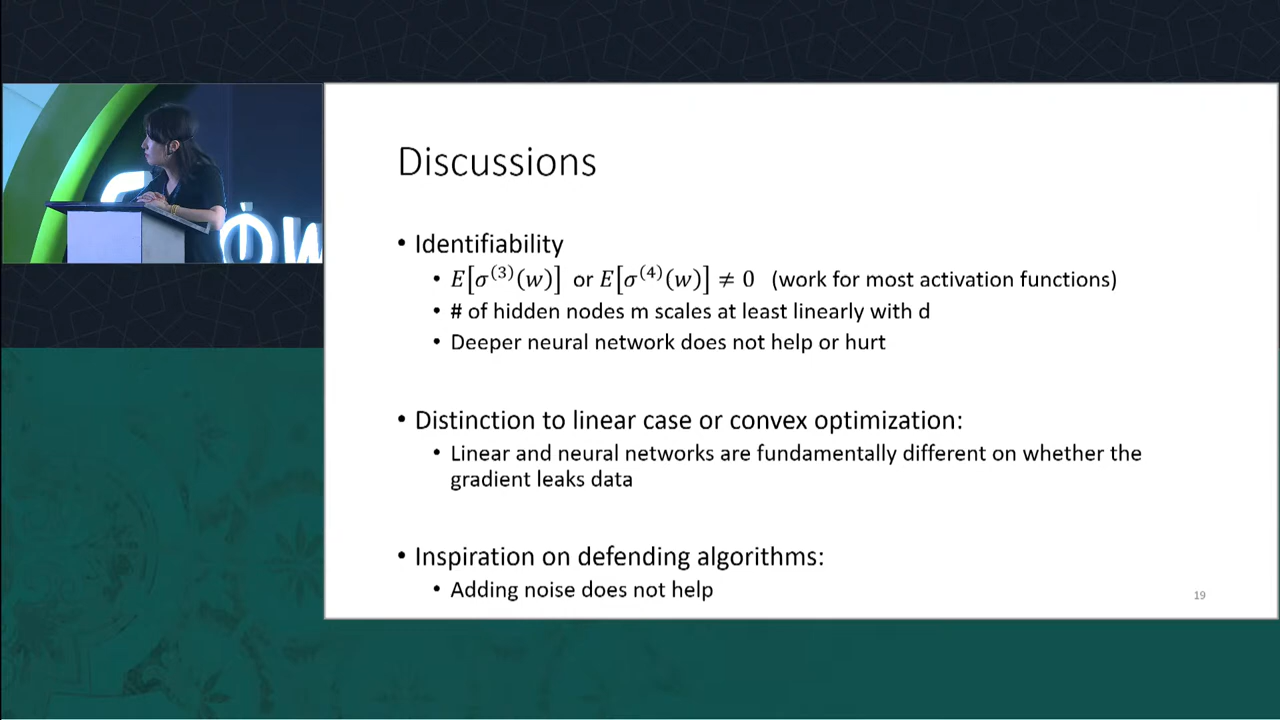 Discussions
• Identifiability
• E[σ⁽³⁾(w)] or E[σ⁽⁴⁾(w)] ≠ 0 (work for most activation functions)
• # of hidden nodes m scales at least linearly with d
• Deeper neural network does not help or hurt
• Distinction to linear case or convex optimization:
• Linear and neural networks are fundamentally different on whether the
gradient leaks data
• Inspiration on defending algorithms:
• Adding noise does not help
19